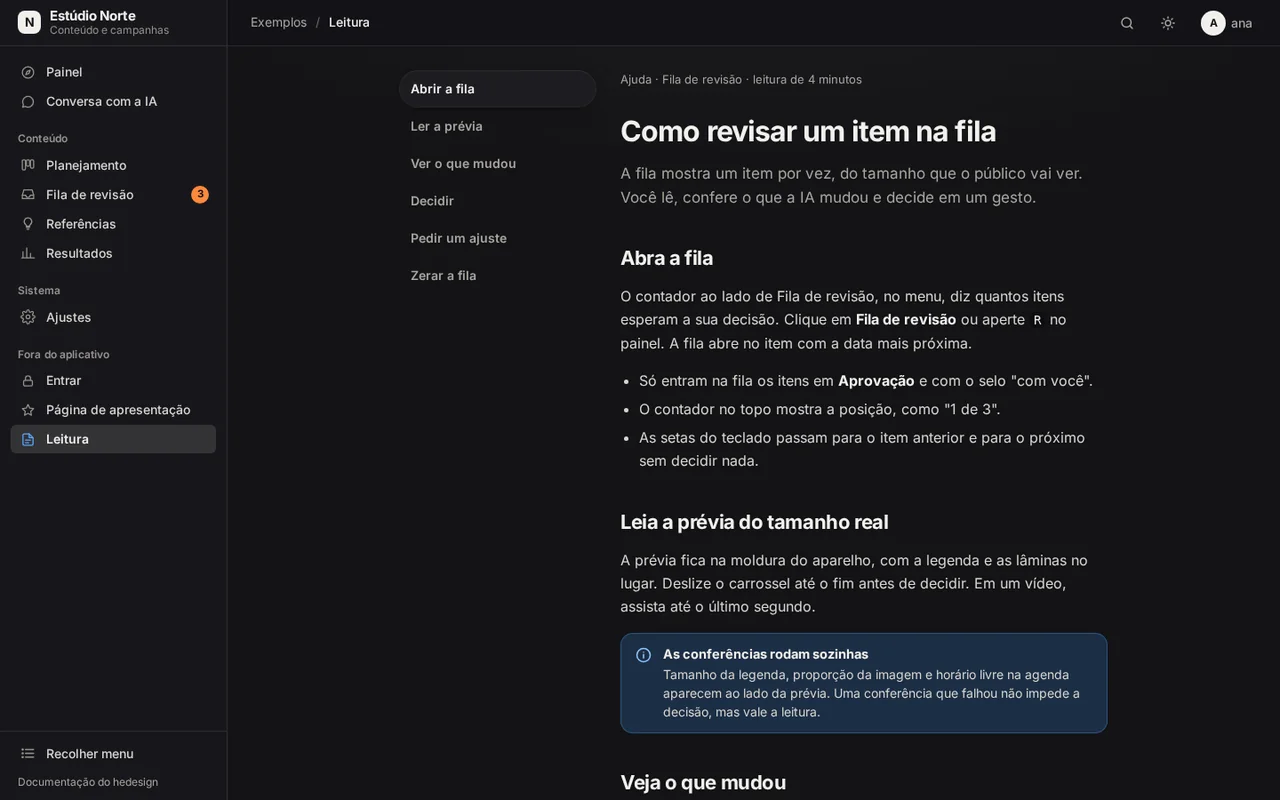 N
Estúdio Norte
Conteúdo e campanhas
Painel
Conversa com a IA
Conteúdo
Planejamento
Fila de revisão
3
Referências
Resultados
Sistema
Ajustes
Fora do aplicativo
Entrar
Página de apresentação
Leitura
Recolher menu
Documentação do hedesign
Exemplos / Leitura
A
ana
Abrir a fila
Ler a prévia
Ver o que mudou
Decidir
Pedir um ajuste
Zerar a fila
Ajuda · Fila de revisão · leitura de 4 minutos
Como revisar um item na fila
A fila mostra um item por vez, do tamanho que o público vai ver.
Você lê, confere o que a IA mudou e decide em um gesto.
Abra a fila
O contador ao lado de Fila de revisão, no menu, diz quantos itens
esperam a sua decisão. Clique em Fila de revisão ou aperte R no
painel. A fila abre no item com a data mais próxima.
• Só entram na fila os itens em Aprovação e com o selo "com você".
• O contador no topo mostra a posição, como "1 de 3".
• As setas do teclado passam para o item anterior e para o próximo
sem decidir nada.
Leia a prévia do tamanho real
A prévia fica na moldura do aparelho, com a legenda e as lâminas no
lugar. Deslize o carrossel até o fim antes de decidir. Em um vídeo,
assista até o último segundo.
As conferências rodam sozinhas
Tamanho da legenda, proporção da imagem e horário livre na agenda
aparecem ao lado da prévia. Uma conferência que falhou não impede a
decisão, mas vale a leitura.
Veja o que mudou